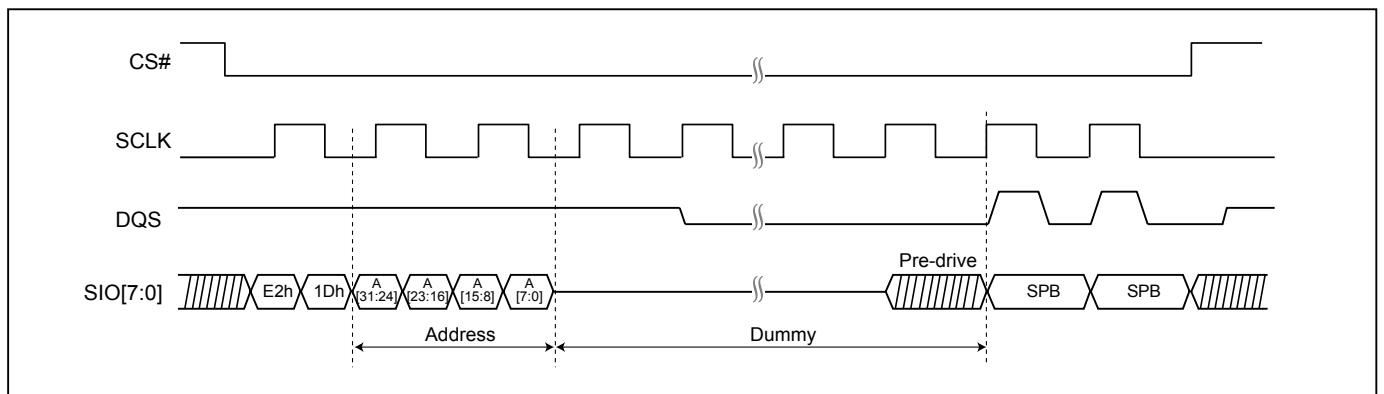 CS#
SCLK
DQS
Pre-drive
SIO[7:0]
E2h
1Dh
A
[31:24]
A
[23:16]
A
[15:8]
A
[7:0]
SPB
SPB
Address
Dummy